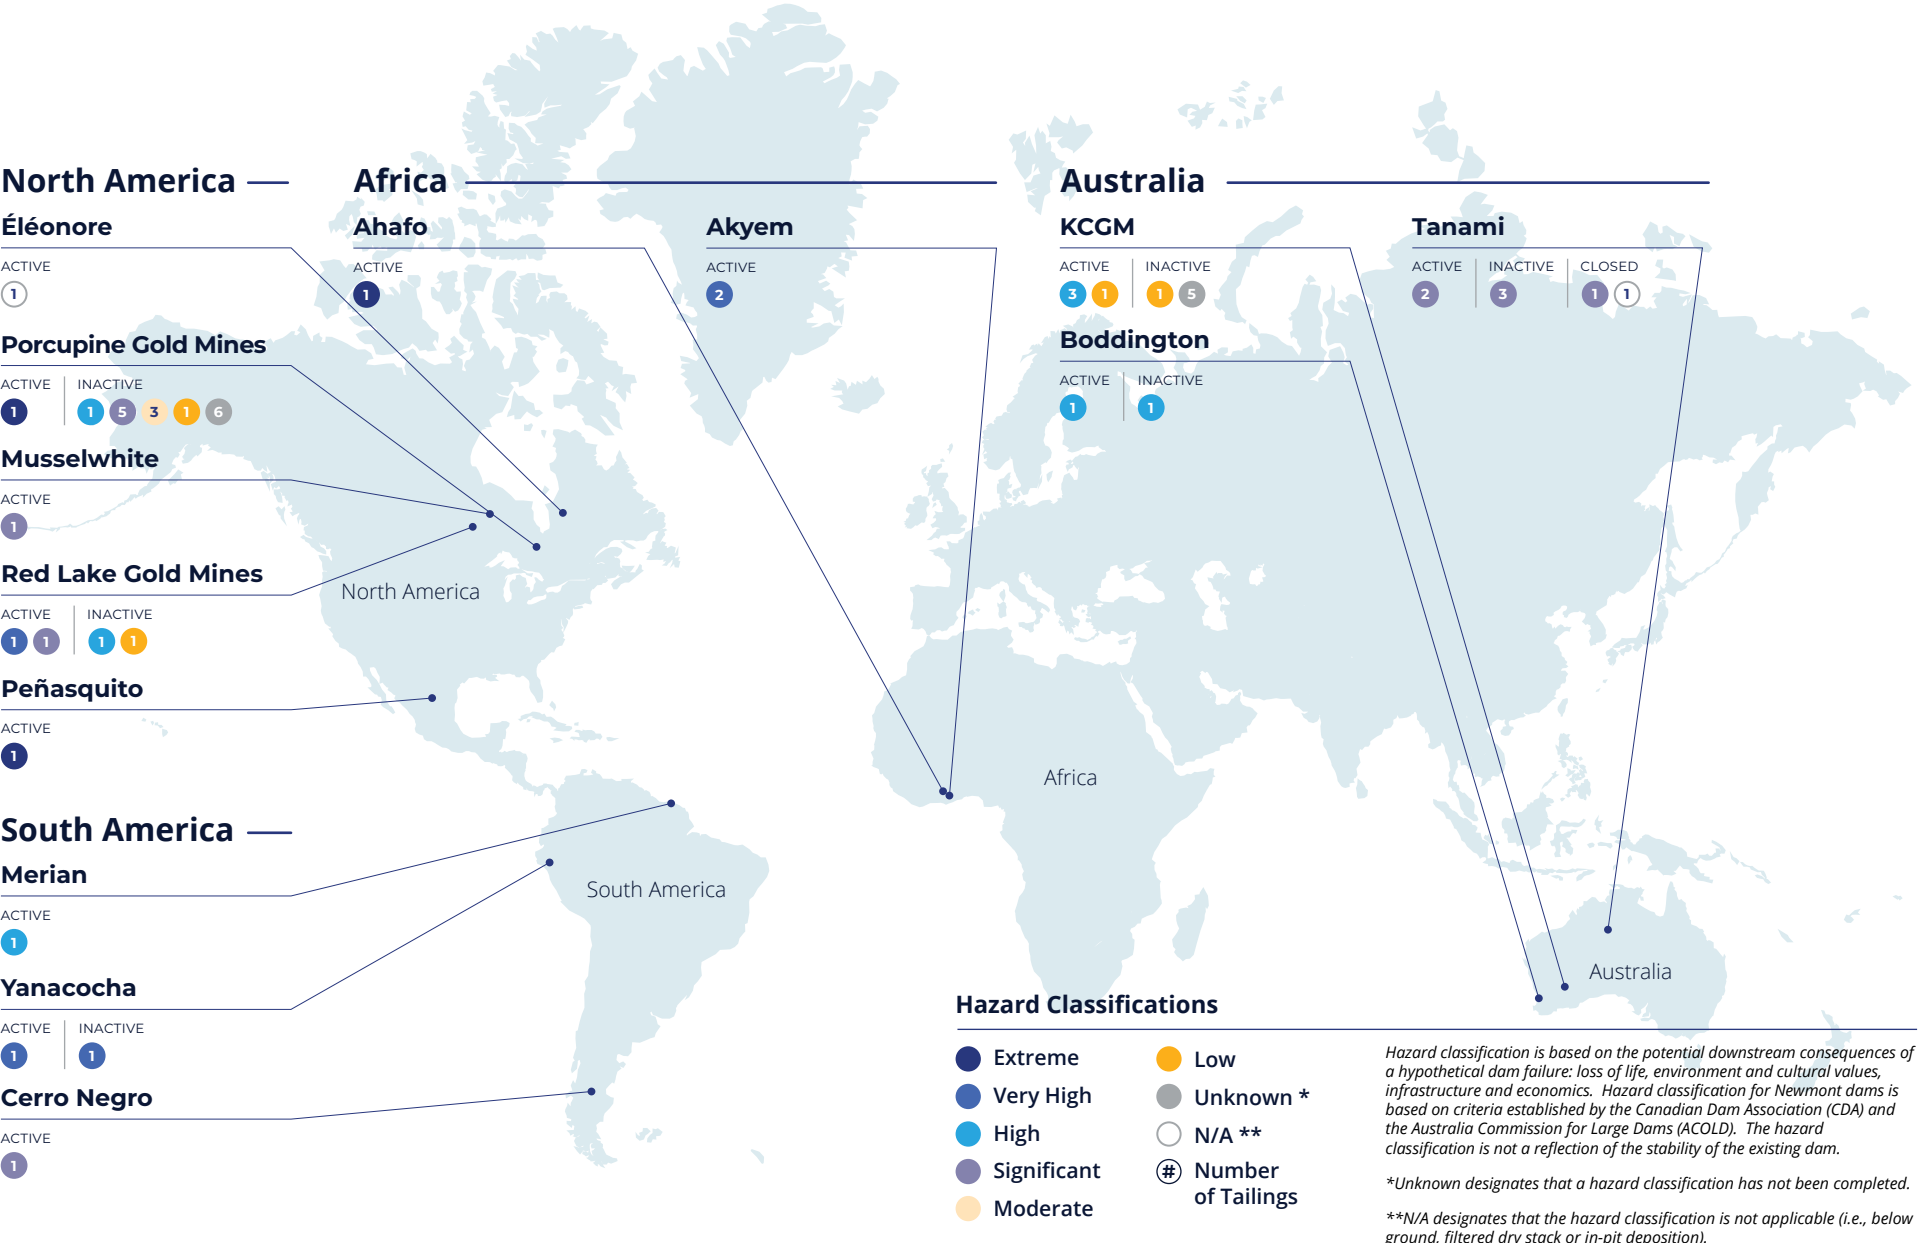 North America
Éléonore
ACTIVE
1
Porcupine Gold Mines
ACTIVE INACTIVE
1 1 5 3 1 6
Musselwhite
ACTIVE
1
Red Lake Gold Mines
ACTIVE INACTIVE
1 1 1 1
Peñasquito
ACTIVE
1
South America
Merian
ACTIVE
1
Yanacocha
ACTIVE INACTIVE
1 1
Cerro Negro
ACTIVE
1
Africa
Ahafo
ACTIVE
1
Akyem
ACTIVE
2
Australia
KCGM
ACTIVE INACTIVE
3 1 1 5
Boddington
ACTIVE INACTIVE
1 1
Tanami
ACTIVE INACTIVE CLOSED
2 3 1 1
North America
South America
Africa
Australia
Hazard Classifications
Extreme
Very High
High
Significant
Moderate
Low
Unknown *
N/A **
# Number
of Tailings
Hazard classification is based on the potential downstream consequences of
a hypothetical dam failure: loss of life, environment and cultural values,
infrastructure and economics. Hazard classification for Newmont dams is
based on criteria established by the Canadian Dam Association (CDA) and
the Australia Commission for Large Dams (ACOLD). The hazard
classification is not a reflection of the stability of the existing dam.
*Unknown designates that a hazard classification has not been completed.
**N/A designates that the hazard classification is not applicable (i.e., below
ground, filtered dry stack or in-pit deposition).